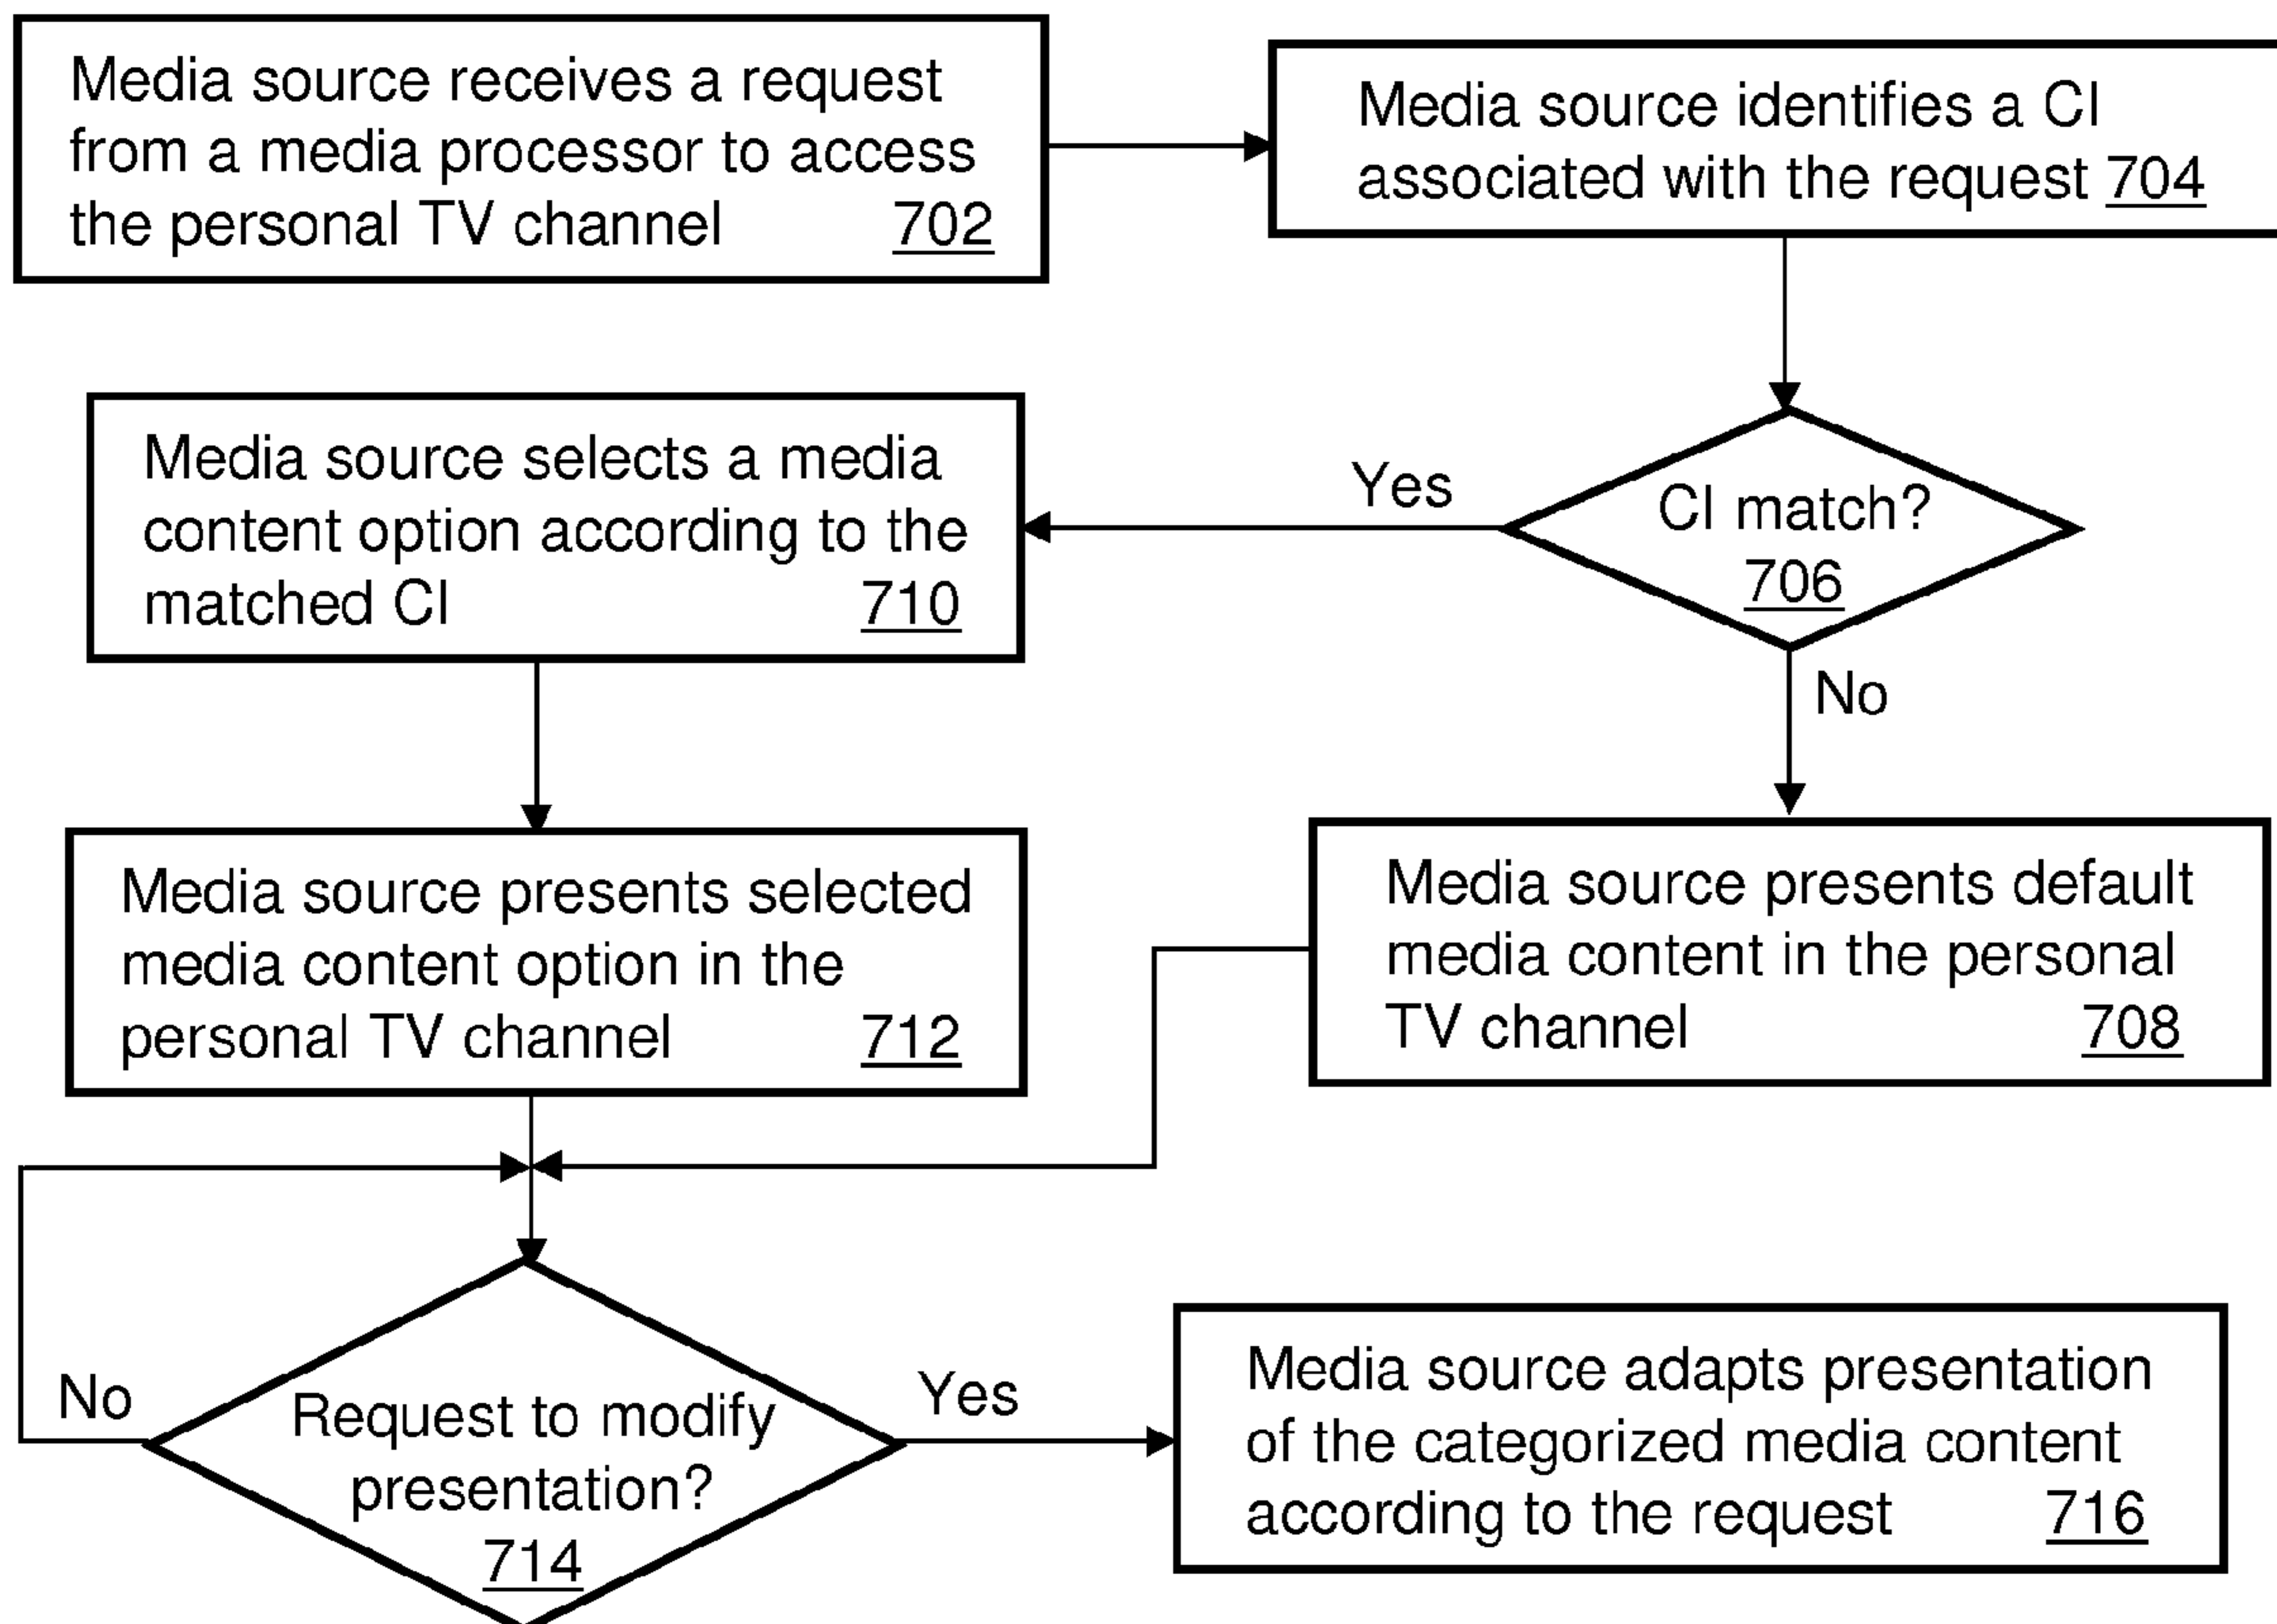 Media source receives a request
from a media processor to access
the personal TV channel 702
Media source identifies a CI
associated with the request 704
CI match?
706
Yes
No
Media source selects a media
content option according to the
matched CI 710
Media source presents default
media content in the personal
TV channel 708
Media source presents selected
media content option in the
personal TV channel 712
Request to modify
presentation?
714
No
Yes
Media source adapts presentation
of the categorized media content
according to the request 716